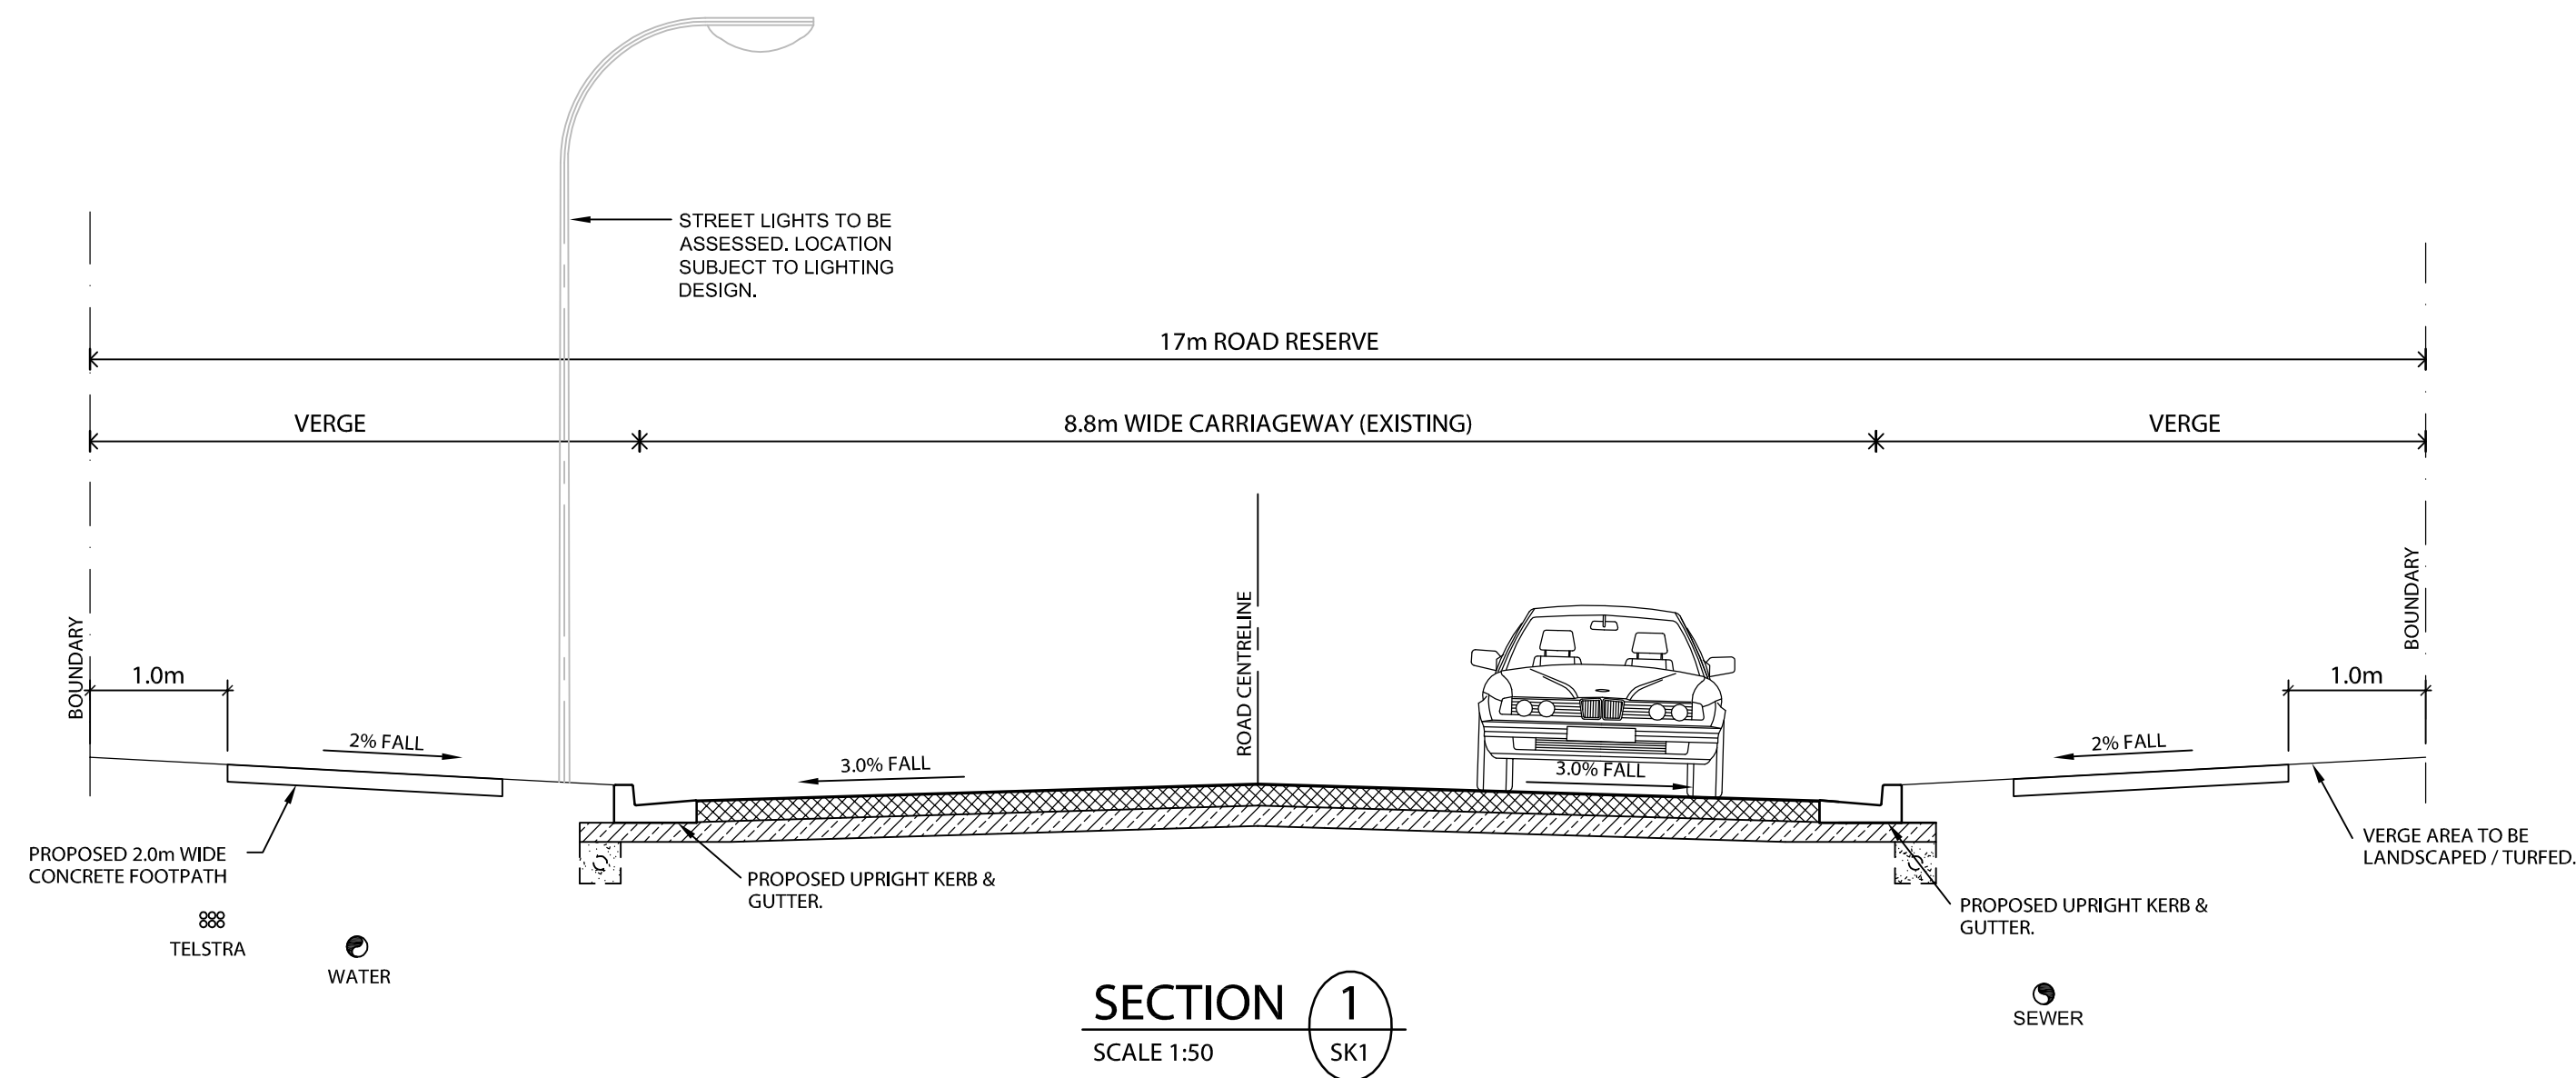 STREET LIGHTS TO BE
ASSESSED. LOCATION
SUBJECT TO LIGHTING
DESIGN.
17m ROAD RESERVE
VERGE
8.8m WIDE CARRIAGEWAY (EXISTING)
VERGE
BOUNDARY
1.0m
2% FALL
3.0% FALL
ROAD CENTRELINE
3.0% FALL
2% FALL
1.0m
BOUNDARY
PROPOSED 2.0m WIDE
CONCRETE FOOTPATH
TELSTRA
WATER
PROPOSED UPRIGHT KERB &
GUTTER.
PROPOSED UPRIGHT KERB &
GUTTER.
VERGE AREA TO BE
LANDSCAPED / TURFED.
SEWER
SECTION 1
SCALE 1:50 SK1